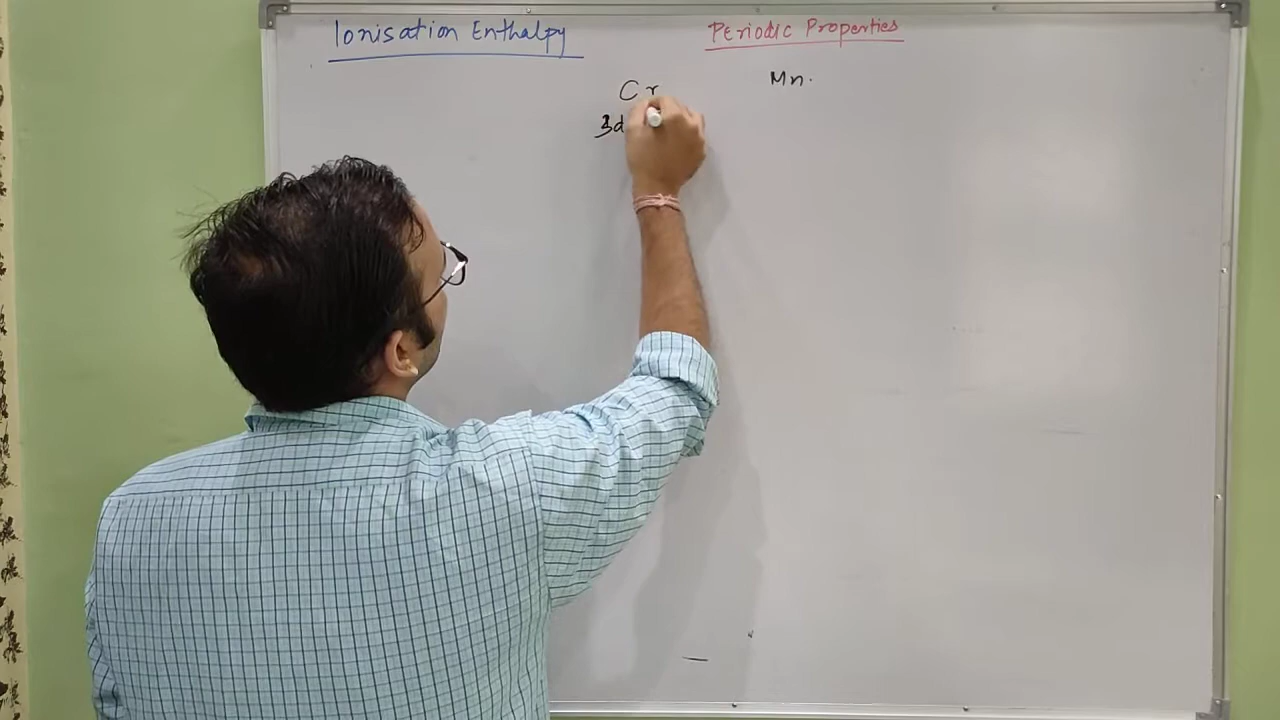 Ionisation Enthalpy
Periodic Properties
Cr
Mn.
3d